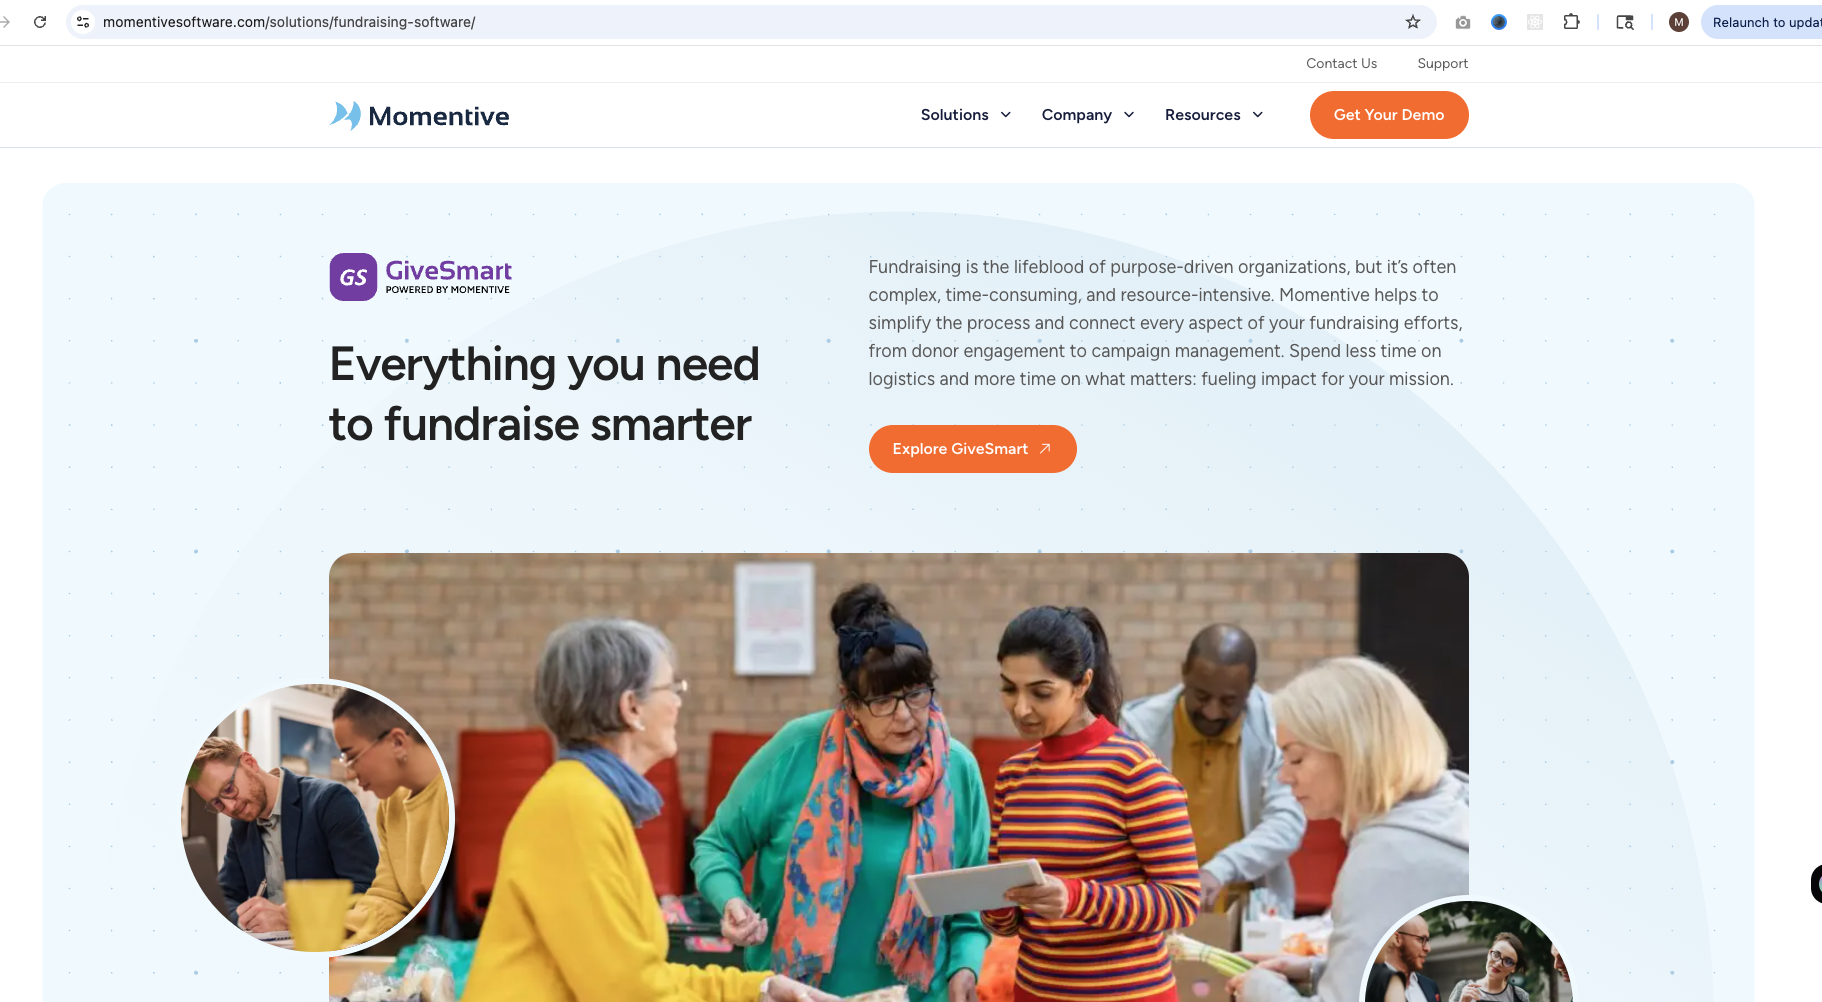 momentivesoftware.com/solutions/fundraising-software/
M
Relaunch to updat
Contact Us
Support
Momentive
Solutions
Company
Resources
Get Your Demo
GS
GiveSmart
POWERED BY MOMENTIVE
Everything you need
to fundraise smarter
Fundraising is the lifeblood of purpose-driven organizations, but it’s often
complex, time-consuming, and resource-intensive. Momentive helps to
simplify the process and connect every aspect of your fundraising efforts,
from donor engagement to campaign management. Spend less time on
logistics and more time on what matters: fueling impact for your mission.
Explore GiveSmart